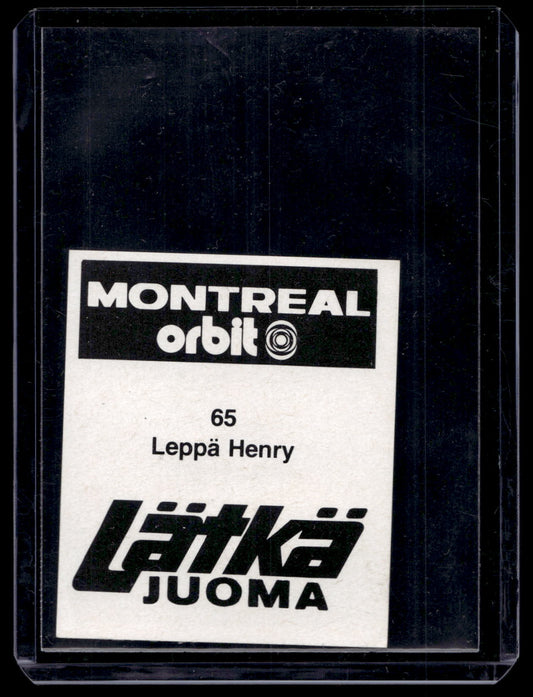 MONTREAL
orbit
65
Leppä Henry
Lätkä
JUOMA